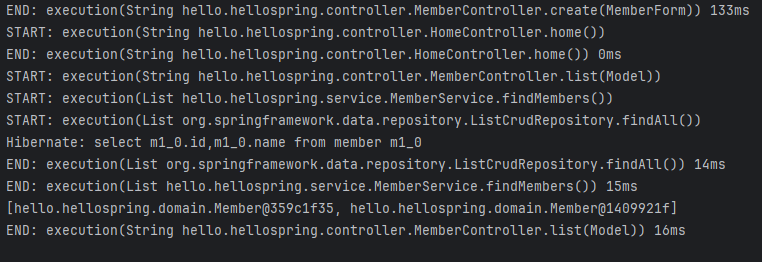 END: execution(String hello.hellospring.controller.MemberController.create(MemberForm)) 133ms
START: execution(String hello.hellospring.controller.HomeController.home())
END: execution(String hello.hellospring.controller.HomeController.home()) 0ms
START: execution(String hello.hellospring.controller.MemberController.list(Model))
START: execution(List hello.hellospring.service.MemberService.findMembers())
START: execution(List org.springframework.data.repository.ListCrudRepository.findAll())
Hibernate: select m1_0.id,m1_0.name from member m1_0
END: execution(List org.springframework.data.repository.ListCrudRepository.findAll()) 14ms
END: execution(List hello.hellospring.service.MemberService.findMembers()) 15ms
[hello.hellospring.domain.Member@359c1f35, hello.hellospring.domain.Member@1409921f]
END: execution(String hello.hellospring.controller.MemberController.list(Model)) 16ms